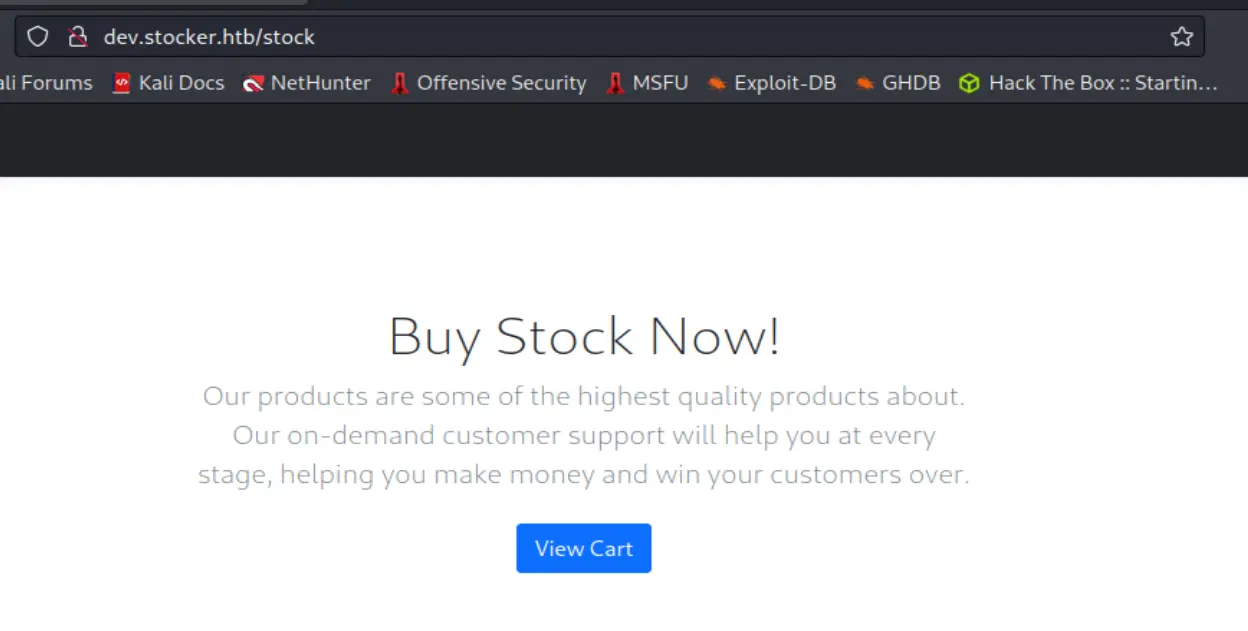 dev.stocker.htb/stock
ali Forums Kali Docs NetHunter Offensive Security MSFU Exploit-DB GHDB Hack The Box :: Startin...
Buy Stock Now!
Our products are some of the highest quality products about.
Our on-demand customer support will help you at every
stage, helping you make money and win your customers over.
View Cart